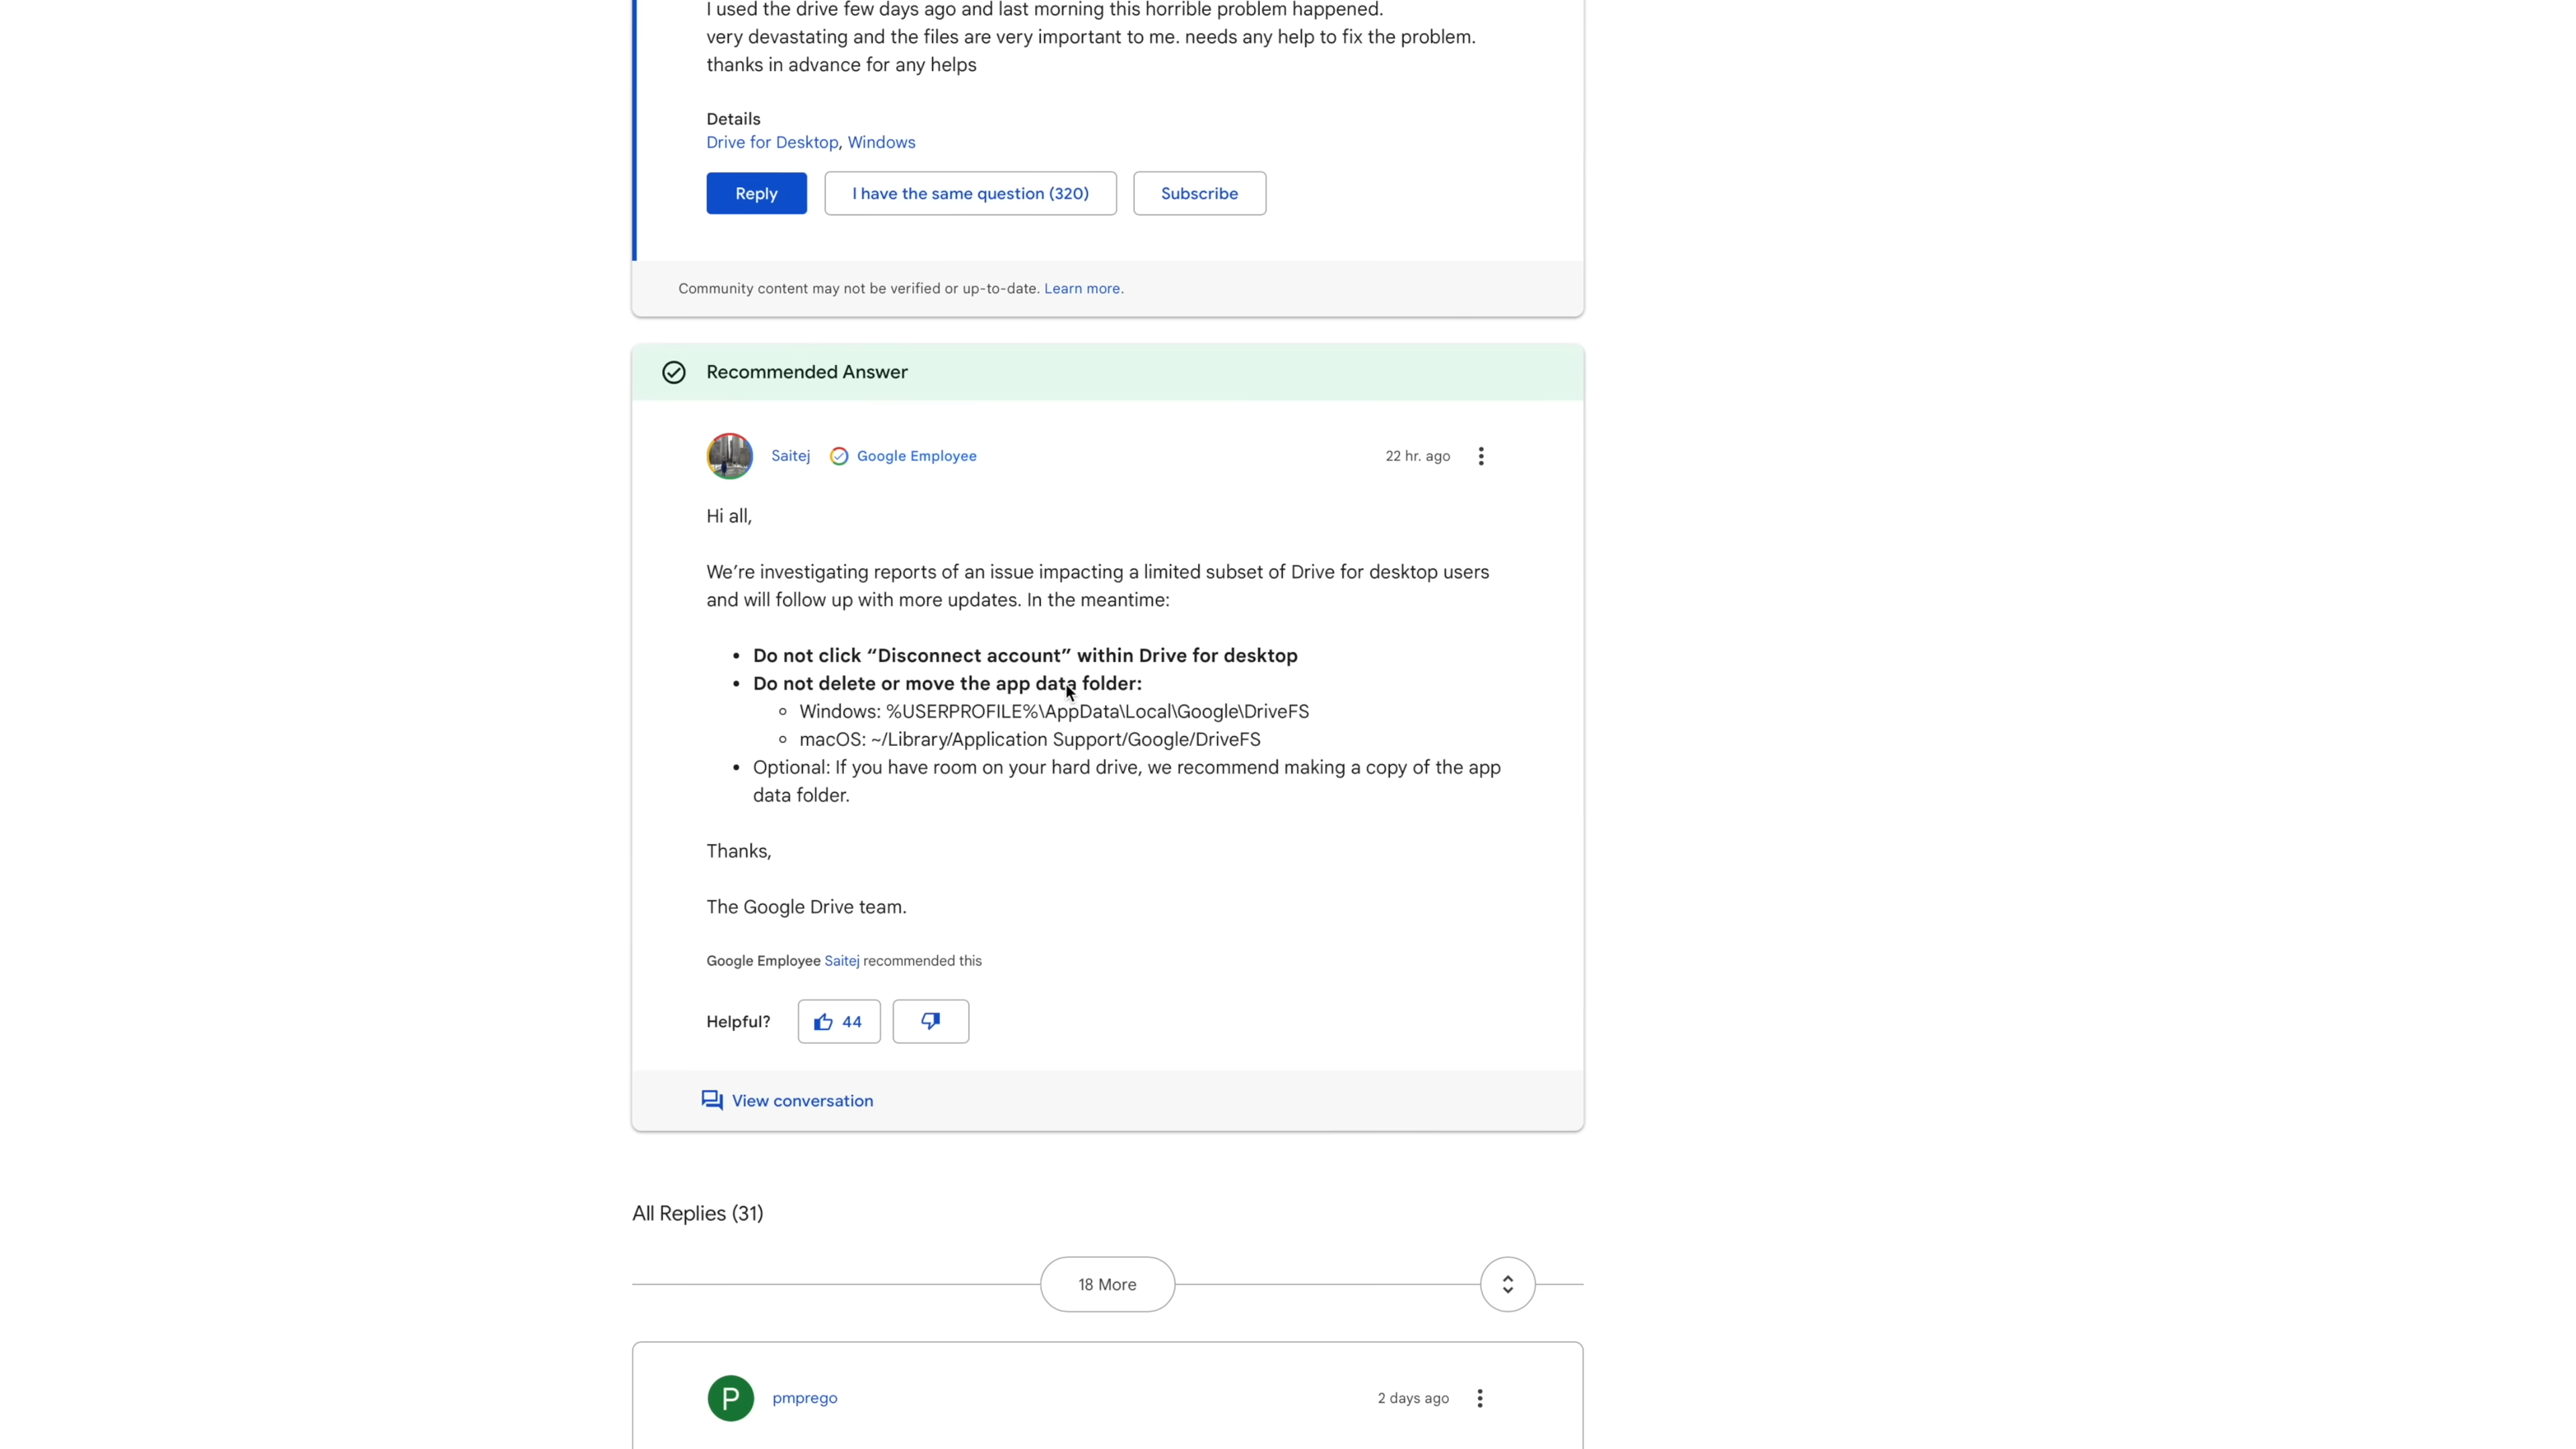 I used the drive few days ago and last morning this horrible problem happened.
very devastating and the files are very important to me. needs any help to fix the problem.
thanks in advance for any helps
Details
Drive for Desktop, Windows
Reply
I have the same question (320)
Subscribe
Community content may not be verified or up-to-date. Learn more.
Recommended Answer
Saitej Google Employee 22 hr. ago
Hi all,
We’re investigating reports of an issue impacting a limited subset of Drive for desktop users
and will follow up with more updates. In the meantime:
• Do not click “Disconnect account” within Drive for desktop
• Do not delete or move the app data folder:
◦ Windows: %USERPROFILE%\AppData\Local\Google\DriveFS
◦ macOS: ~/Library/Application Support/Google/DriveFS
• Optional: If you have room on your hard drive, we recommend making a copy of the app
data folder.
Thanks,
The Google Drive team.
Google Employee Saitej recommended this
Helpful? 44
View conversation
All Replies (31)
18 More
P pmprego 2 days ago